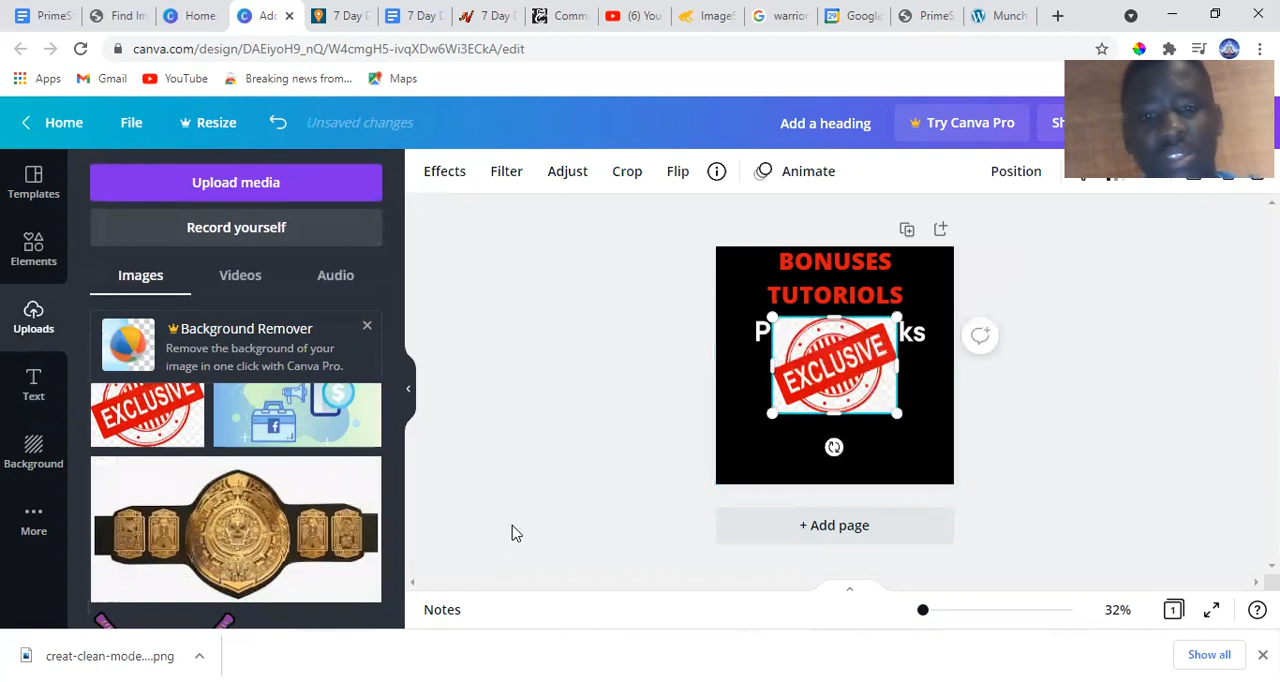 PrimeS
Find Im
Home
Adc
7 Day D
7 Day D
7 Day D
Comm
(6) You
ImageS
warrior
Google
PrimeS
Munch
canva.com/design/DAEiyoH9_nQ/W4cmgH5-ivqXDw6Wi3ECkA/edit
Apps
Gmail
YouTube
Breaking news from...
Maps
Home
File
Resize
Unsaved changes
Add a heading
Try Canva Pro
Sh
Templates
Elements
Uploads
Text
Background
More
Upload media
Record yourself
Images
Videos
Audio
Background Remover
Remove the background of your
image in one click with Canva Pro.
EXCLUSIVE
Effects
Filter
Adjust
Crop
Flip
Animate
Position
BONUSES
TUTORIOLS
P
ks
EXCLUSIVE
+ Add page
Notes
32%
1
creat-clean-mode....png
Show all